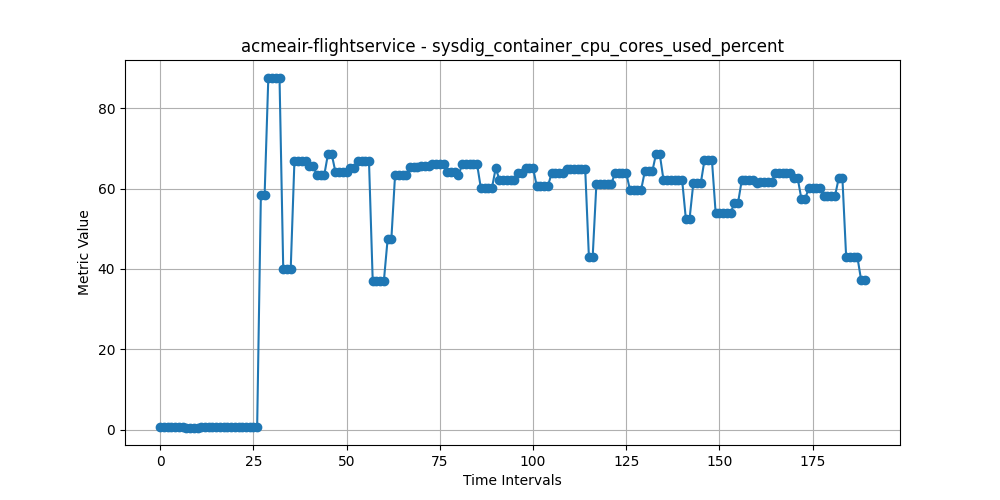 acmeair-flightservice - sysdig_container_cpu_cores_used_percent
80
60
40
20
0
Metric Value
0 25 50 75 100 125 150 175
Time Intervals